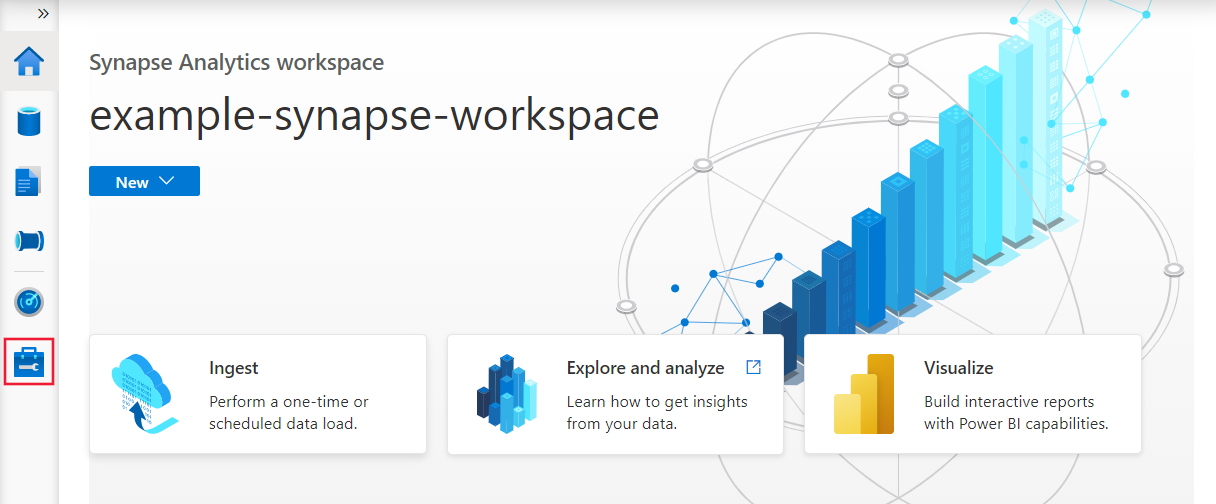 Synapse Analytics workspace
example-synapse-workspace
New
Ingest
Perform a one-time or
scheduled data load.
Explore and analyze
Learn how to get insights
from your data.
Visualize
Build interactive reports
with Power BI capabilities.